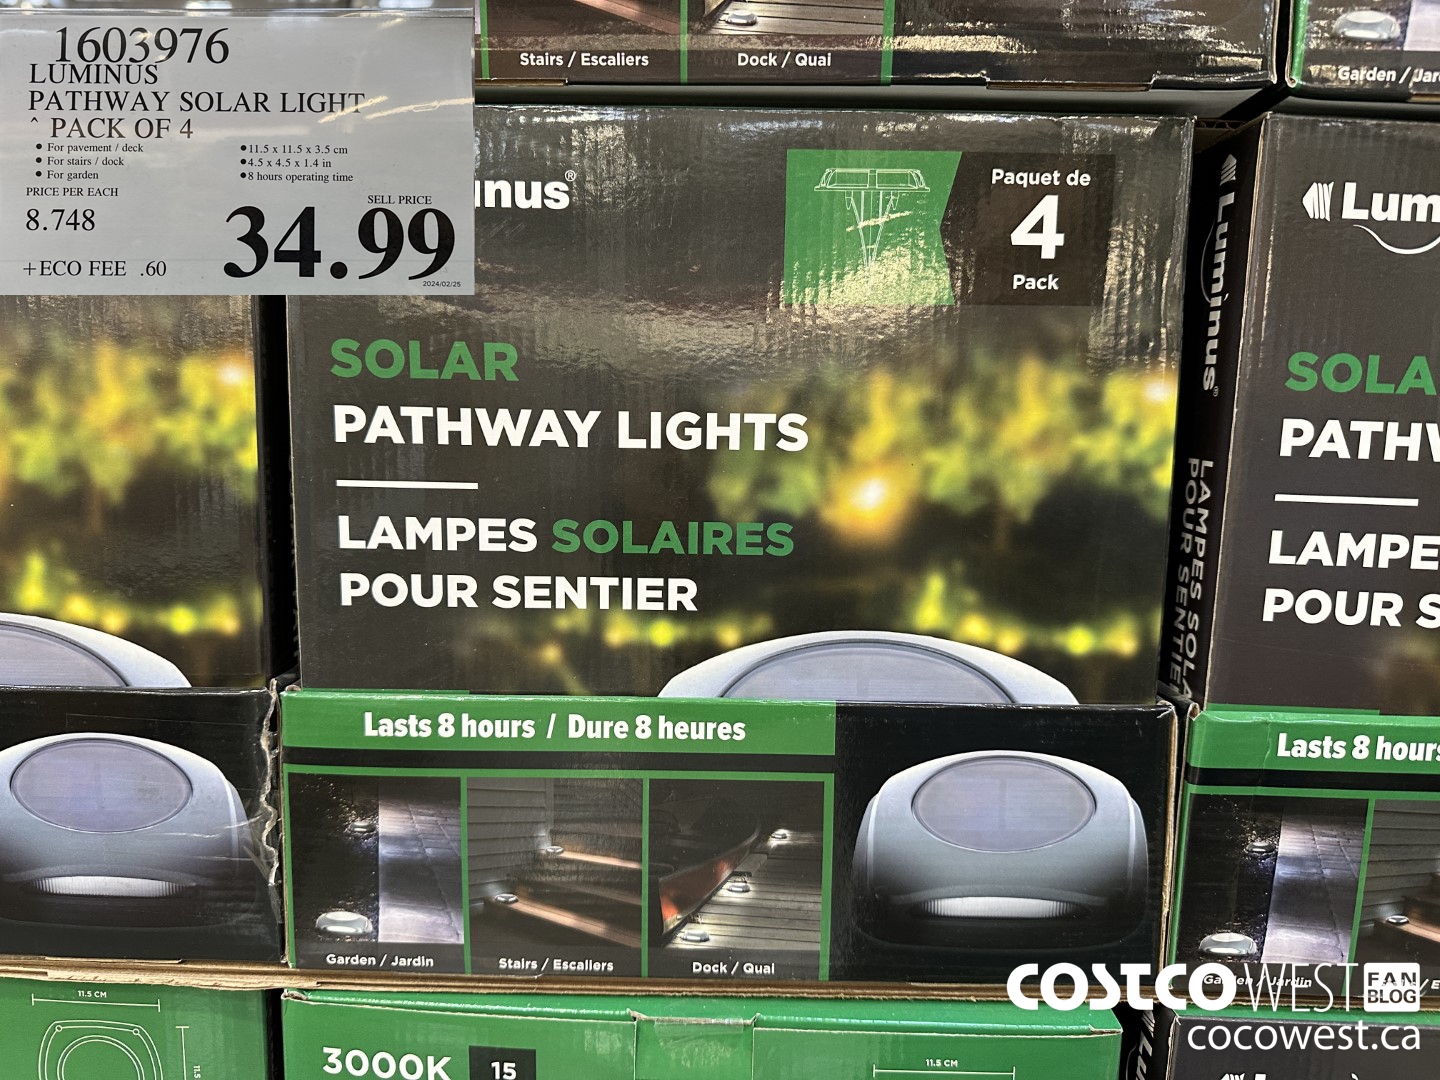 1603976
LUMINUS
PATHWAY SOLAR LIGHT
^ PACK OF 4
• For pavement / deck
• For stairs / dock
• For garden
• 11.5 x 11.5 x 3.5 cm
• 4.5 x 4.5 x 1.4 in
• 8 hours operating time
PRICE PER EACH
8.748
SELL PRICE
34.99
+ECO FEE .60
2024/02/25
Stairs / Escaliers
Dock / Quai
Garden / Jar
inus®
Paquet de
4
Pack
SOLAR
PATHWAY LIGHTS
LAMPES SOLAIRES
POUR SENTIER
Lasts 8 hours / Dure 8 heures
Garden / Jardin
Stairs / Escaliers
Dock / Quai
Luminus®
LAMPES SOLA
POUR SENTIE
Lum
SOLA
PATHW
LAMPE
POUR S
Lasts 8 hours
Garden / Jardin
11.5 CM
11.5
3000K
15
11.5 CM
COSTCO WEST FAN BLOG
cocowest.ca